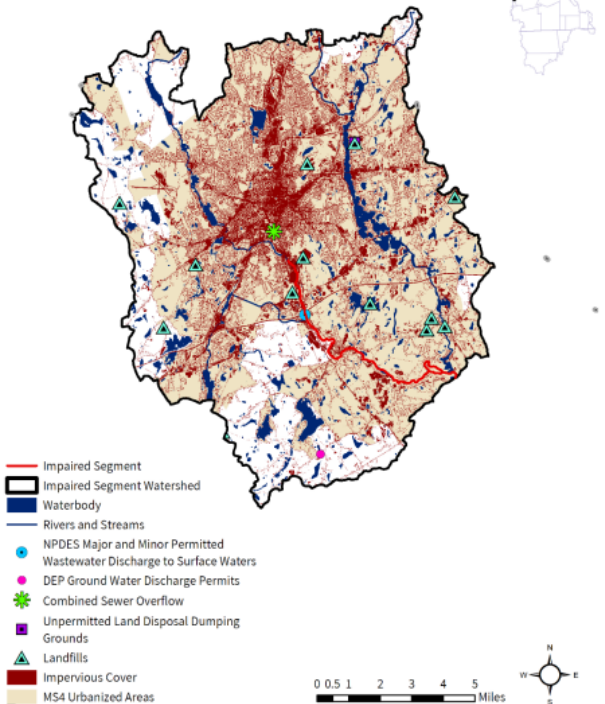 Impaired Segment
Impaired Segment Watershed
Waterbody
Rivers and Streams
NPDES Major and Minor Permitted
Wastewater Discharge to Surface Waters
DEP Ground Water Discharge Permits
Combined Sewer Overflow
Unpermitted Land Disposal Dumping
Grounds
Landfills
Impervious Cover
MS4 Urbanized Areas
0 0.5 1 2 3 4 5
Miles
N
W E
S